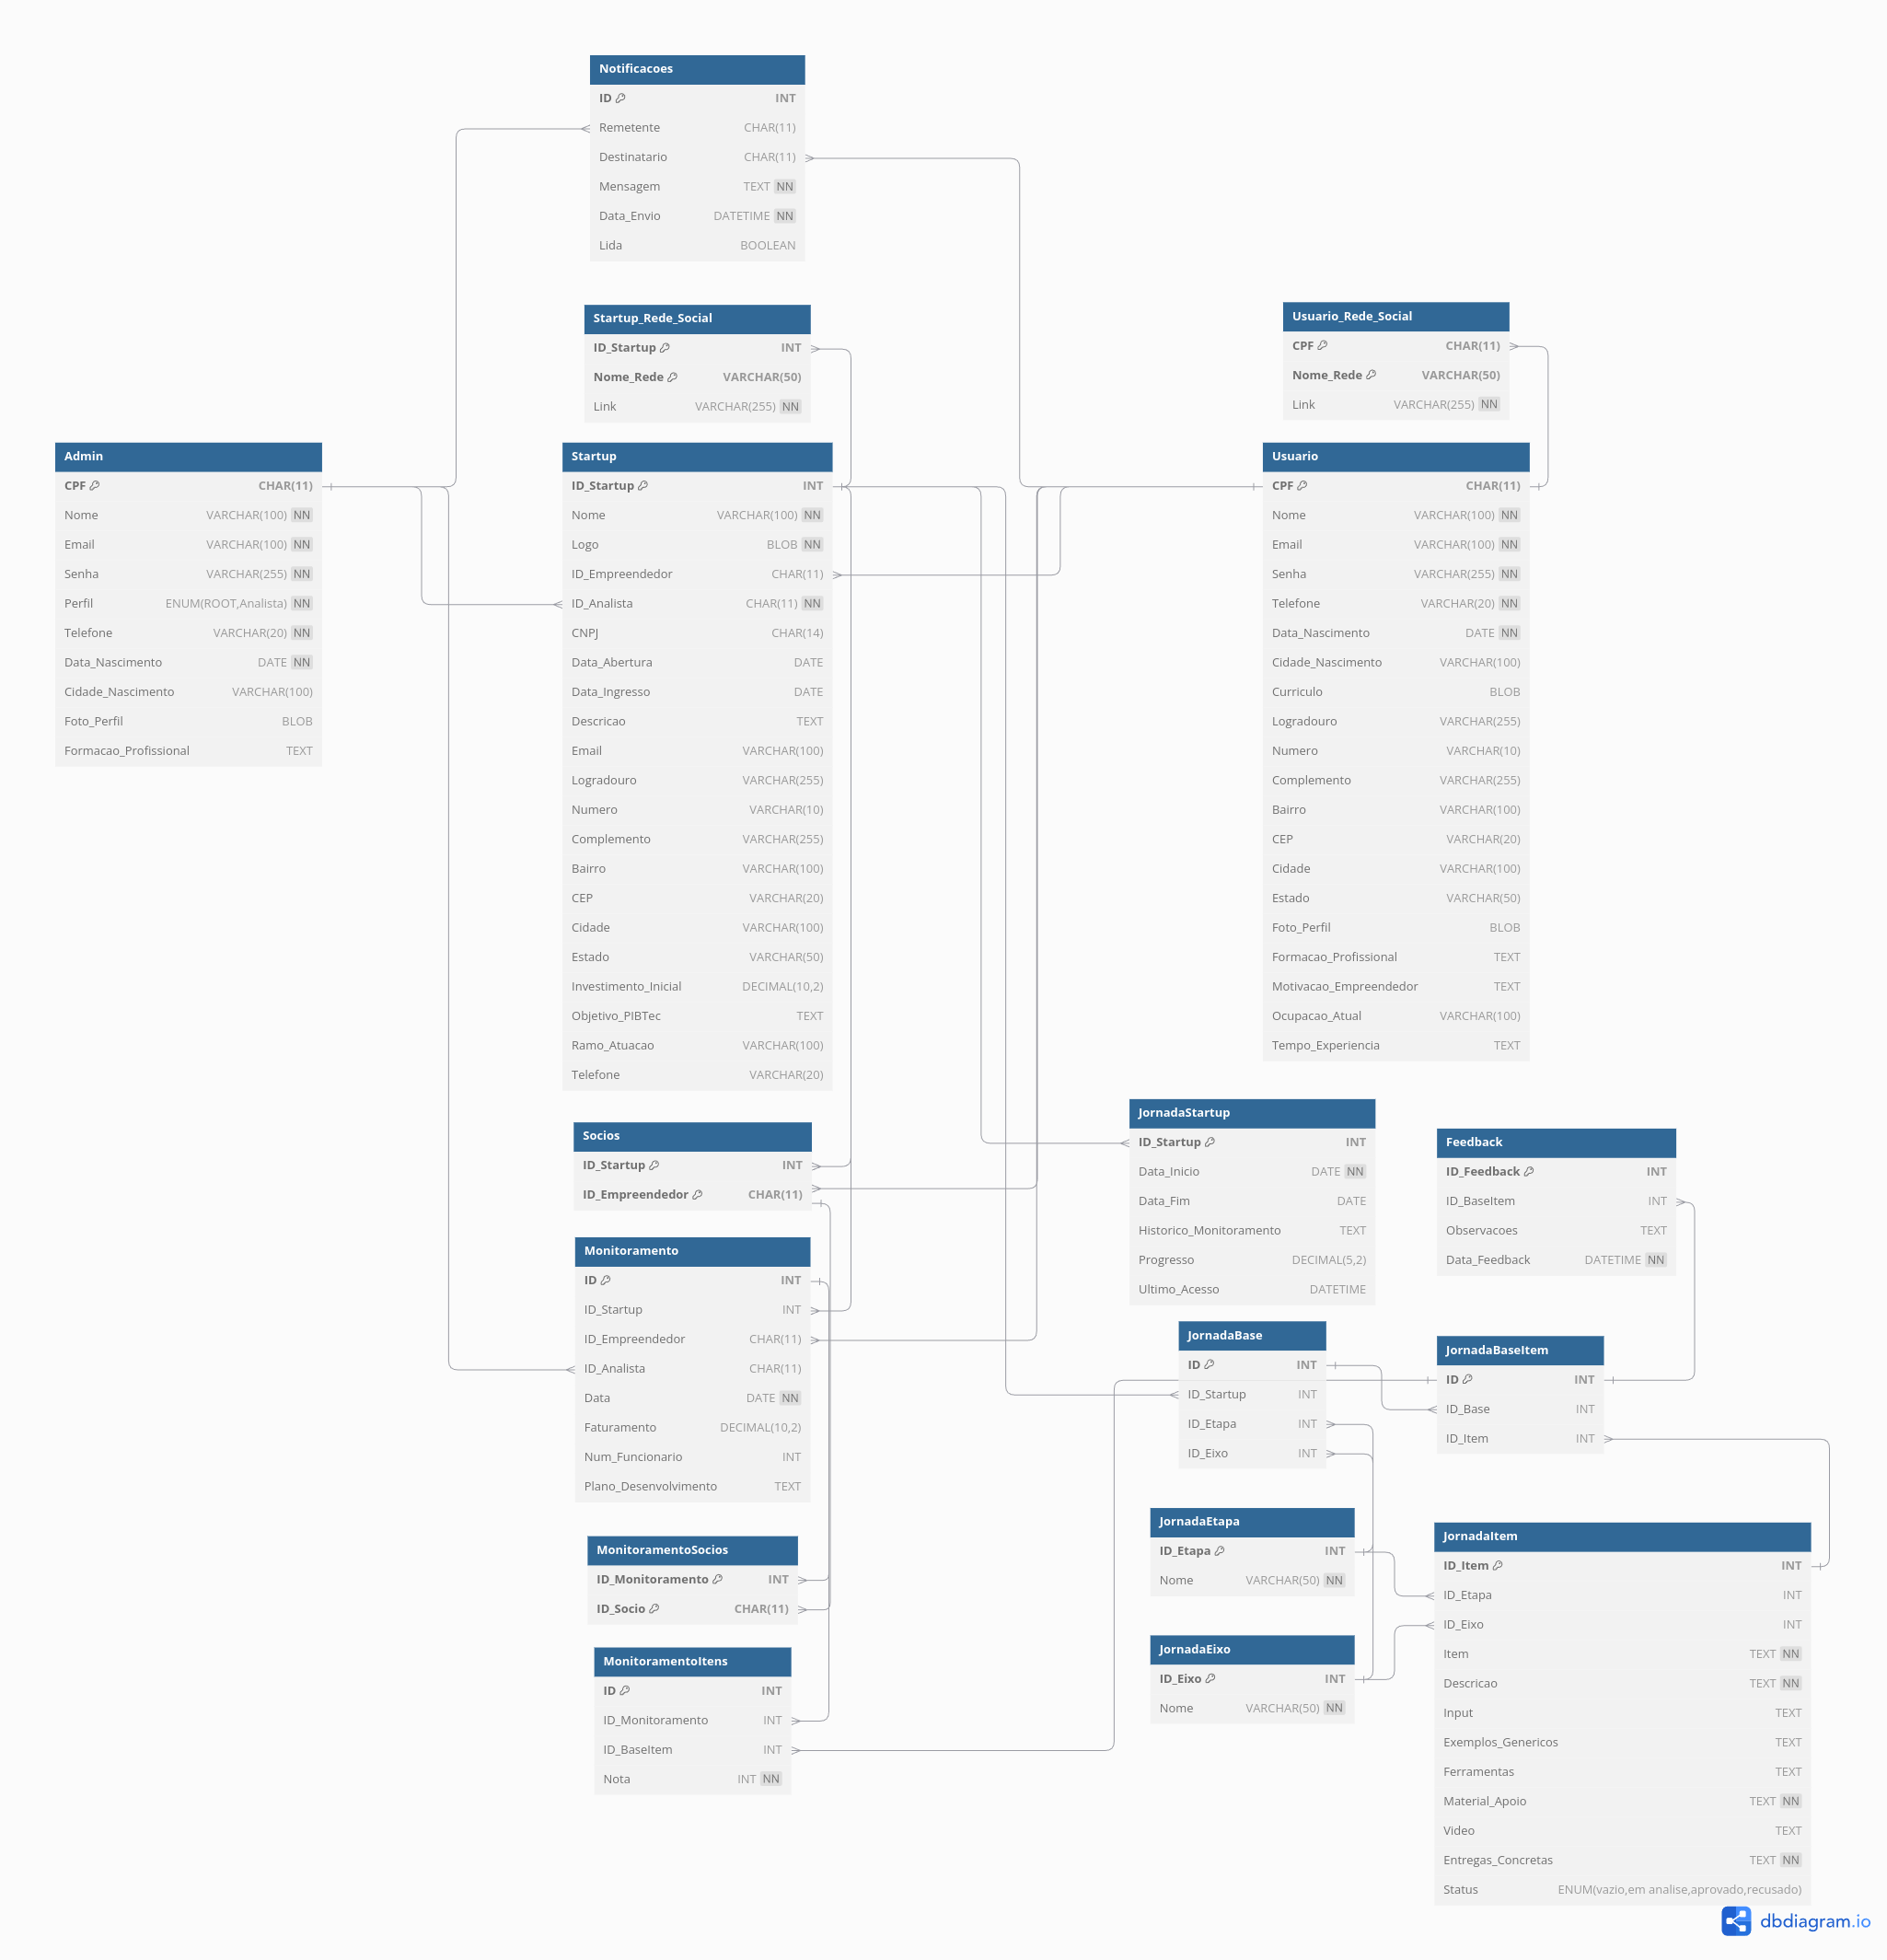 Notificacoes
ID INT
Remetente CHAR(11)
Destinatario CHAR(11)
Mensagem TEXT NN
Data_Envio DATETIME NN
Lida BOOLEAN
Startup_Rede_Social
ID_Startup INT
Nome_Rede VARCHAR(50)
Link VARCHAR(255) NN
Usuario_Rede_Social
CPF CHAR(11)
Nome_Rede VARCHAR(50)
Link VARCHAR(255) NN
Admin
CPF CHAR(11)
Nome VARCHAR(100) NN
Email VARCHAR(100) NN
Senha VARCHAR(255) NN
Perfil ENUM(ROOT,Analista) NN
Telefone VARCHAR(20) NN
Data_Nascimento DATE NN
Cidade_Nascimento VARCHAR(100)
Foto_Perfil BLOB
Formacao_Profissional TEXT
Startup
ID_Startup INT
Nome VARCHAR(100) NN
Logo BLOB NN
ID_Empreendedor CHAR(11)
ID_Analista CHAR(11) NN
CNPJ CHAR(14)
Data_Abertura DATE
Data_Ingresso DATE
Descricao TEXT
Email VARCHAR(100)
Logradouro VARCHAR(255)
Numero VARCHAR(10)
Complemento VARCHAR(255)
Bairro VARCHAR(100)
CEP VARCHAR(20)
Cidade VARCHAR(100)
Estado VARCHAR(50)
Investimento_Inicial DECIMAL(10,2)
Objetivo_PIBTec TEXT
Ramo_Atuacao VARCHAR(100)
Telefone VARCHAR(20)
Usuario
CPF CHAR(11)
Nome VARCHAR(100) NN
Email VARCHAR(100) NN
Senha VARCHAR(255) NN
Telefone VARCHAR(20) NN
Data_Nascimento DATE NN
Cidade_Nascimento VARCHAR(100)
Curriculo BLOB
Logradouro VARCHAR(255)
Numero VARCHAR(10)
Complemento VARCHAR(255)
Bairro VARCHAR(100)
CEP VARCHAR(20)
Cidade VARCHAR(100)
Estado VARCHAR(50)
Foto_Perfil BLOB
Formacao_Profissional TEXT
Motivacao_Empreendedor TEXT
Ocupacao_Atual VARCHAR(100)
Tempo_Experiencia TEXT
Socios
ID_Startup INT
ID_Empreendedor CHAR(11)
Monitoramento
ID INT
ID_Startup INT
ID_Empreendedor CHAR(11)
ID_Analista CHAR(11)
Data DATE NN
Faturamento DECIMAL(10,2)
Num_Funcionario INT
Plano_Desenvolvimento TEXT
MonitoramentoSocios
ID_Monitoramento INT
ID_Socio CHAR(11)
MonitoramentoItens
ID INT
ID_Monitoramento INT
ID_BaseItem INT
Nota INT NN
JornadaStartup
ID_Startup INT
Data_Inicio DATE NN
Data_Fim DATE
Historico_Monitoramento TEXT
Progresso DECIMAL(5,2)
Ultimo_Acesso DATETIME
Feedback
ID_Feedback INT
ID_BaseItem INT
Observacoes TEXT
Data_Feedback DATETIME NN
JornadaBase
ID INT
ID_Startup INT
ID_Etapa INT
ID_Eixo INT
JornadaBaseItem
ID INT
ID_Base INT
ID_Item INT
JornadaEtapa
ID_Etapa INT
Nome VARCHAR(50) NN
JornadaEixo
ID_Eixo INT
Nome VARCHAR(50) NN
JornadaItem
ID_Item INT
ID_Etapa INT
ID_Eixo INT
Item TEXT NN
Descricao TEXT NN
Input TEXT
Exemplos_Genericos TEXT
Ferramentas TEXT
Material_Apoio TEXT NN
Video TEXT
Entregas_Concretas TEXT NN
Status ENUM(vazio,em analise,aprovado,recusado)
dbdiagram.io